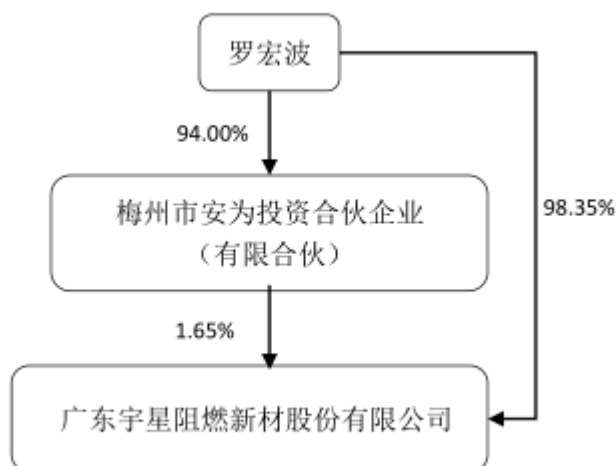 罗宏波
94.00%
梅州市安为投资合伙企业
（有限合伙）
98.35%
1.65%
广东宇星阻燃新材股份有限公司